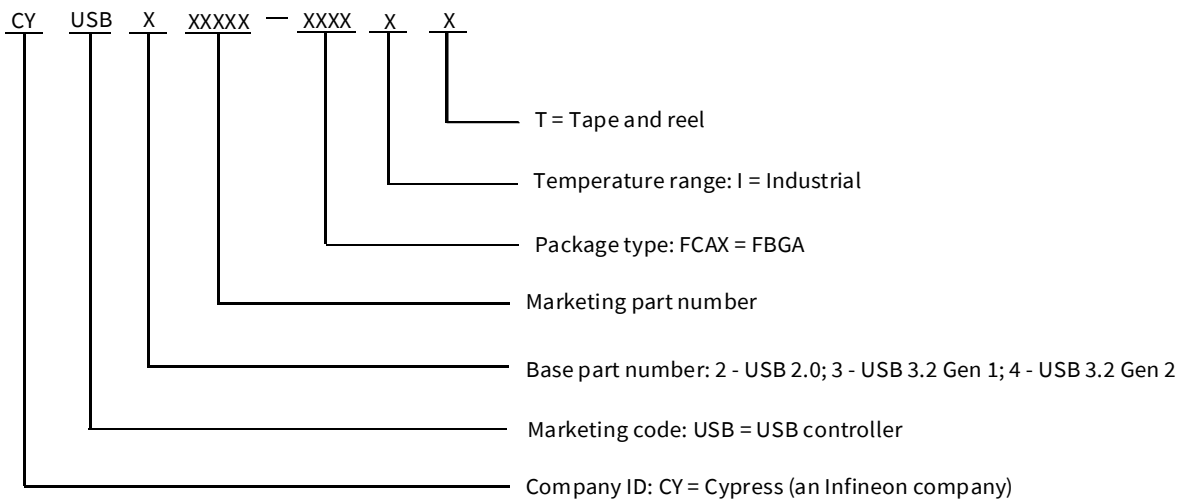 CY USB X XXXXX — XXXX X X
T = Tape and reel
Temperature range: I = Industrial
Package type: FCAX = FBGA
Marketing part number
Base part number: 2 - USB 2.0; 3 - USB 3.2 Gen 1; 4 - USB 3.2 Gen 2
Marketing code: USB = USB controller
Company ID: CY = Cypress (an Infineon company)